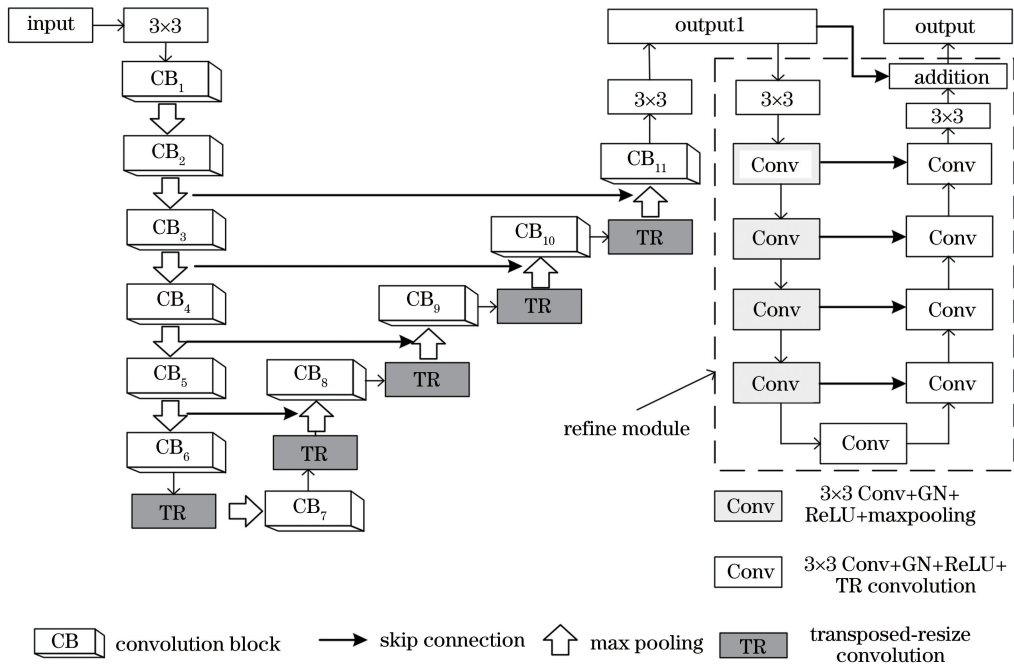 input
3×3
CB1
CB2
CB3
CB4
CB5
CB6
TR
CB7
TR
CB8
TR
CB9
TR
CB10
TR
CB11
3×3
output1
output
addition
3×3
3×3
Conv
Conv
Conv
Conv
Conv
Conv
Conv
Conv
Conv
refine module
Conv
3×3 Conv+GN+
ReLU+maxpooling
Conv
3×3 Conv+GN+ReLU+
TR convolution
CB
convolution block
skip connection
max pooling
TR
transposed-resize
convolution